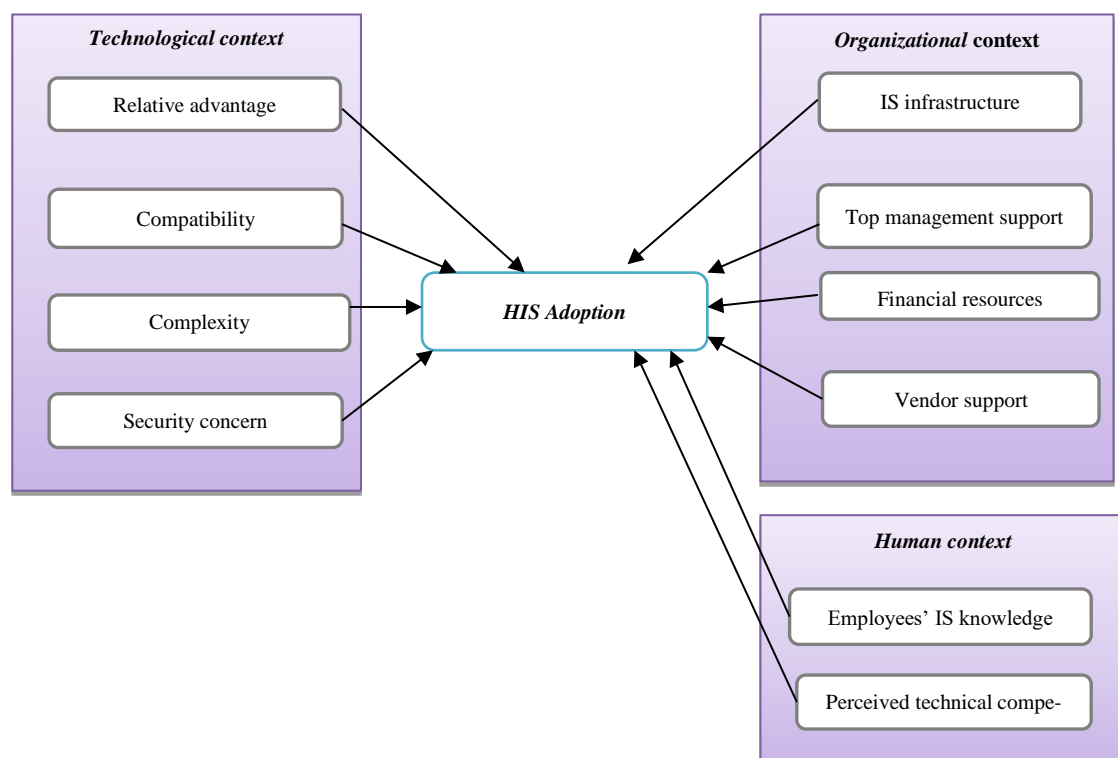 Technological context
Relative advantage
Compatibility
Complexity
Security concern
HIS Adoption
Organizational context
IS infrastructure
Top management support
Financial resources
Vendor support
Human context
Employees’ IS knowledge
Perceived technical compe-